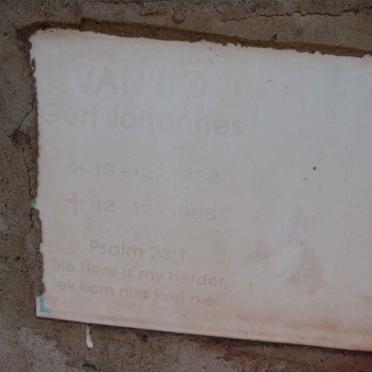 VAN
Gert Johannes
19-12-1932
✝ 12-12-1996
Psalm 23:1
Die Here is my herder,
ek kom niks kort nie.